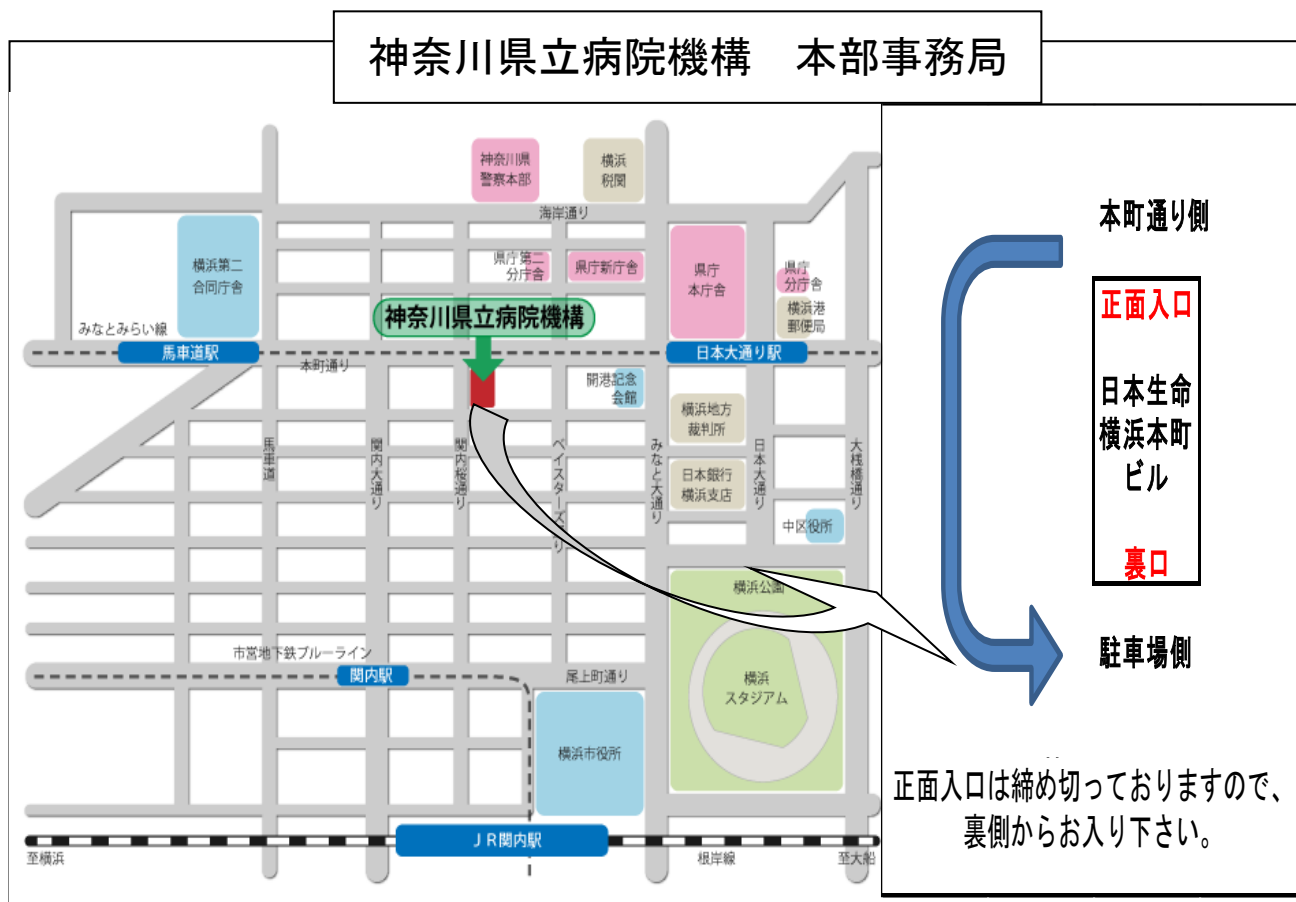 神奈川県立病院機構　本部事務局
神奈川県
警察本部
横浜
税関
海岸通り
横浜第二
合同庁舎
県庁第二
分庁舎
県庁新庁舎
県庁
本庁舎
県庁
分庁舎
横浜港
郵便局
神奈川県立病院機構
みなとみらい線
馬車道駅
日本大通り駅
本町通り
開港記念
会館
横浜地方
裁判所
馬車道
関内大通り
関内桜通り
ベイスターズ通り
みなと大通り
日本大通り
大桟橋通り
日本銀行
横浜支店
中区役所
横浜公園
市営地下鉄ブルーライン
関内駅
尾上町通り
横浜
スタジアム
横浜市役所
ＪＲ関内駅
至横浜
根岸線
至大船
本町通り側
正面入口
日本生命
横浜本町
ビル
裏口
駐車場側
正面入口は締め切っておりますので、
裏側からお入り下さい。